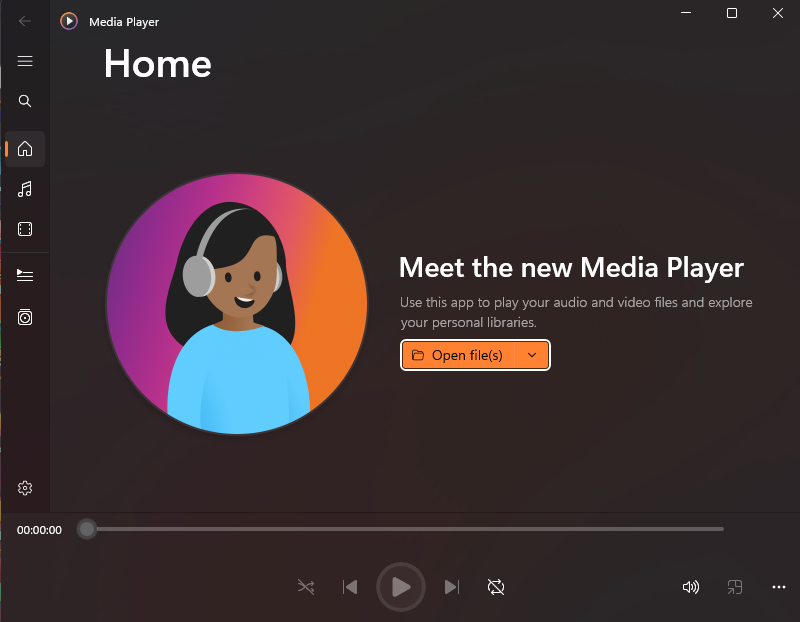 Media Player
Home
Meet the new Media Player
Use this app to play your audio and video files and explore
your personal libraries.
Open file(s)
00:00:00